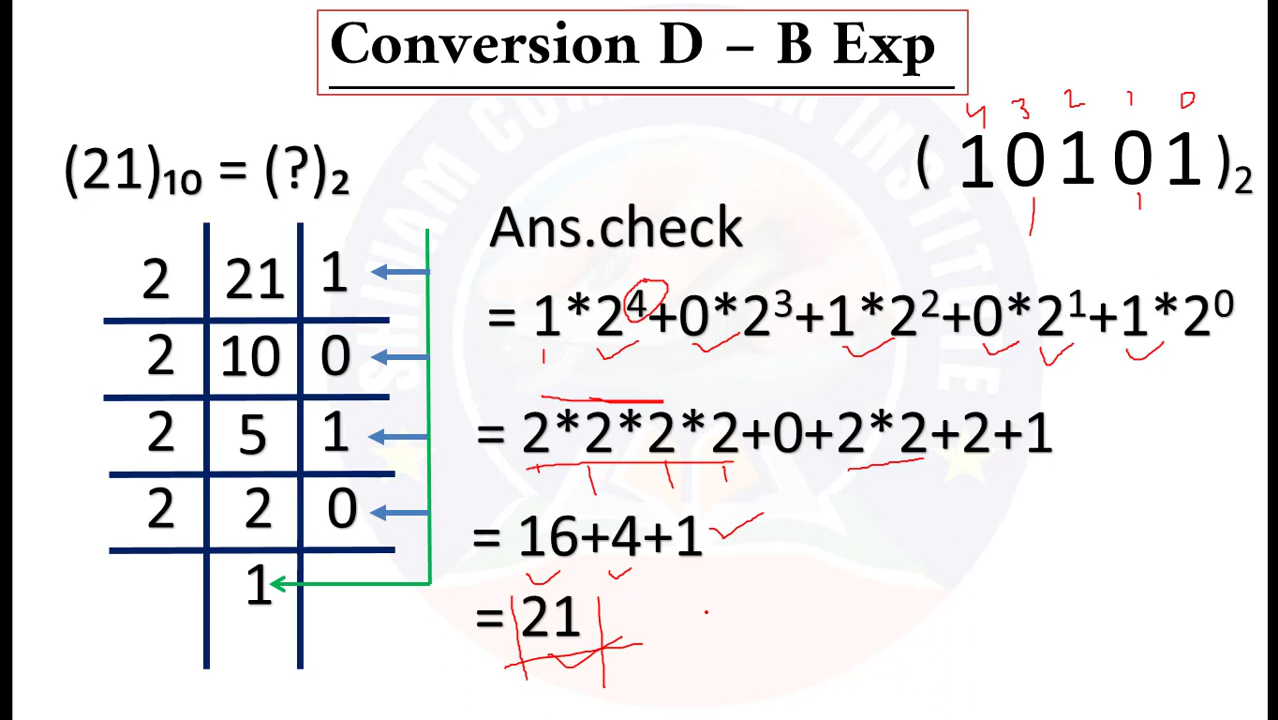 Conversion D – B Exp
4 3 2 1 0
( 1 0 1 0 1 )₂
(21)₁₀ = (?)₂
2 21 1
2 10 0
2 5 1
2 2 0
1
Ans.check
= 1*2⁴+0*2³+1*2²+0*2¹+1*2⁰
= 2*2*2*2+0+2*2+2+1
= 16+4+1
= 21